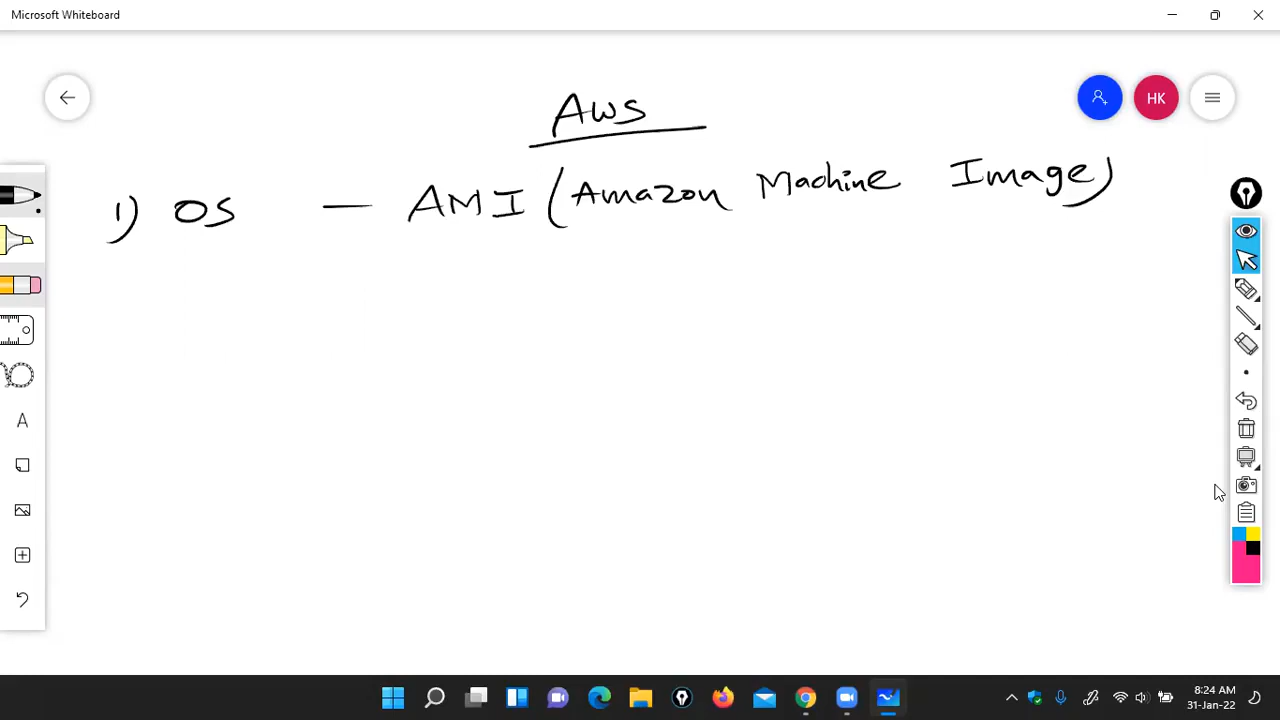 Microsoft Whiteboard
HK
Aws
1) OS — AMI (Amazon Machine Image)
A
8:24 AM
31-Jan-22